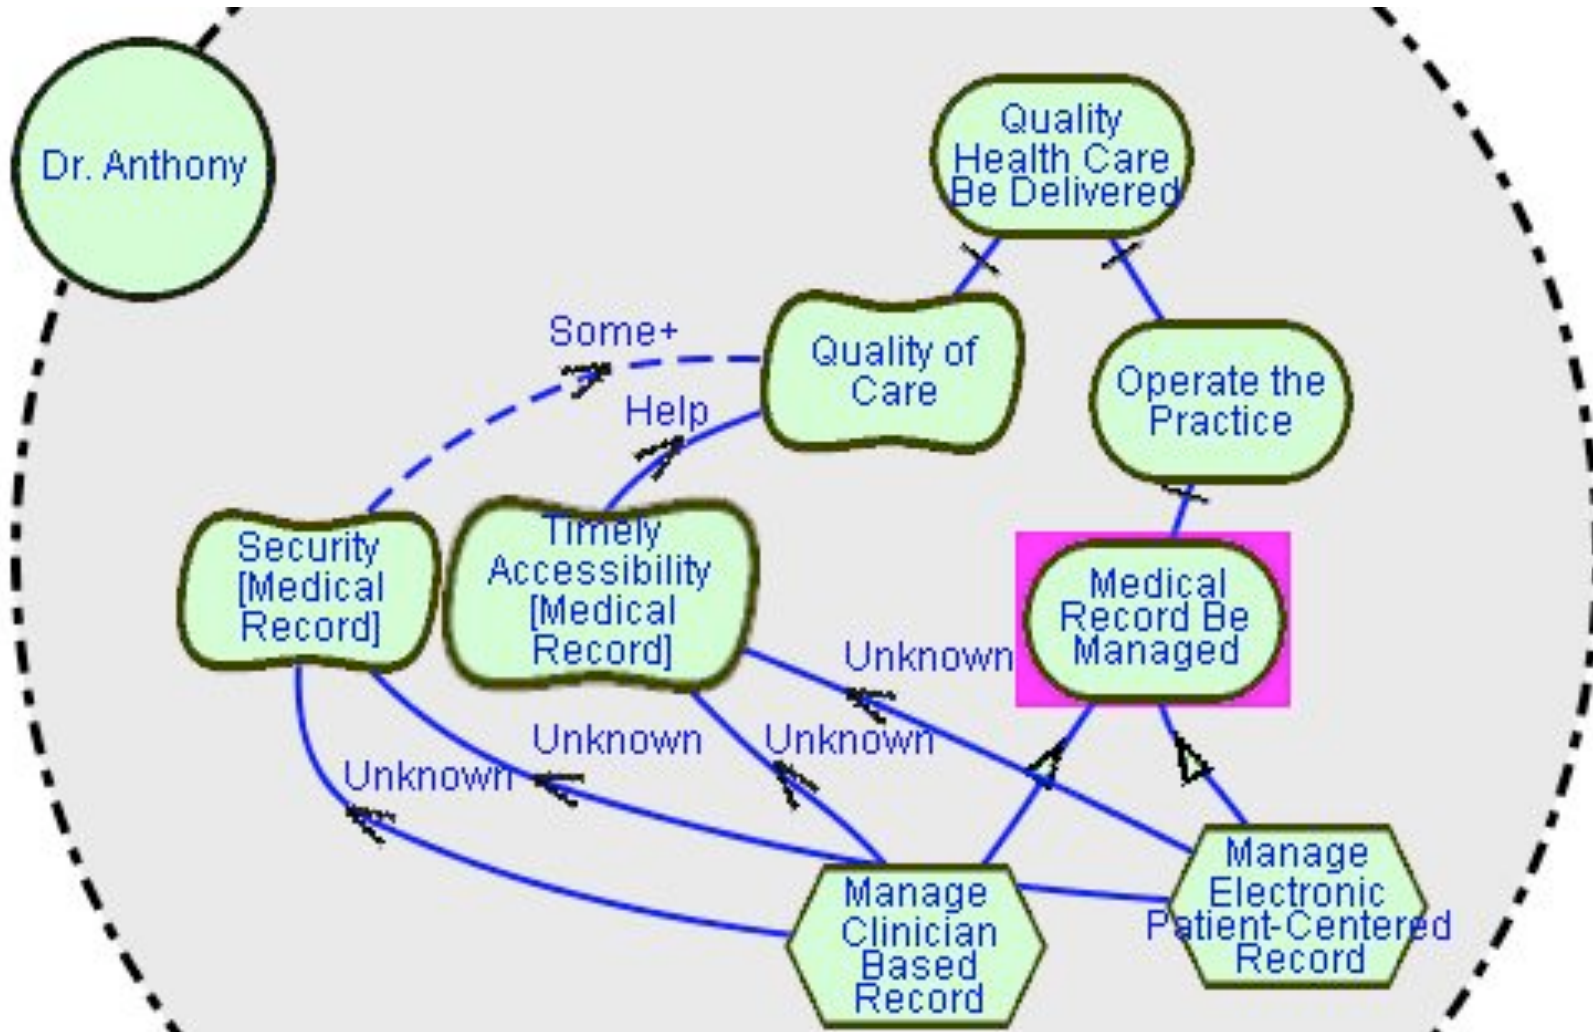 Dr. Anthony
Quality
Health Care
Be Delivered
Some+
Quality of
Care
Operate the
Practice
Help
Security
[Medical
Record]
Timely
Accessibility
[Medical
Record]
Medical
Record Be
Managed
Unknown
Unknown
Unknown
Unknown
Manage
Clinician
Based
Record
Manage
Electronic
Patient-Centered
Record